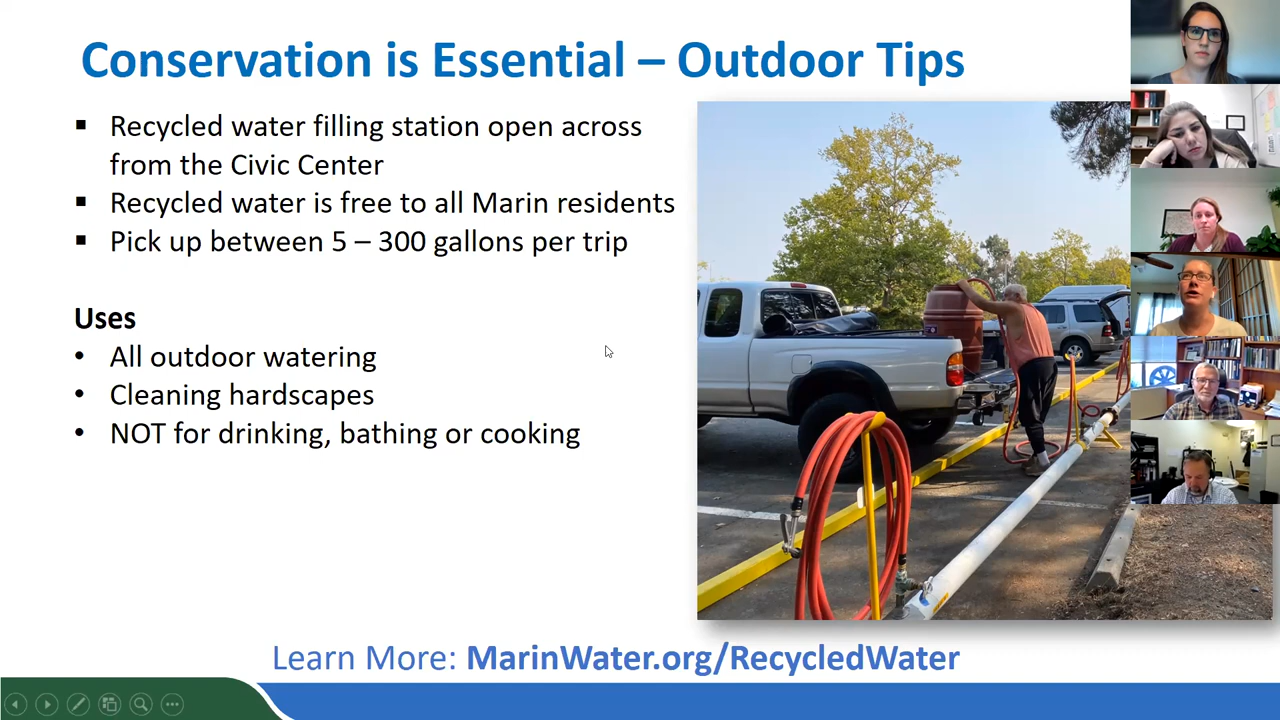 Conservation is Essential – Outdoor Tips
▪ Recycled water filling station open across
from the Civic Center
▪ Recycled water is free to all Marin residents
▪ Pick up between 5 – 300 gallons per trip
Uses
• All outdoor watering
• Cleaning hardscapes
• NOT for drinking, bathing or cooking
Learn More: MarinWater.org/RecycledWater